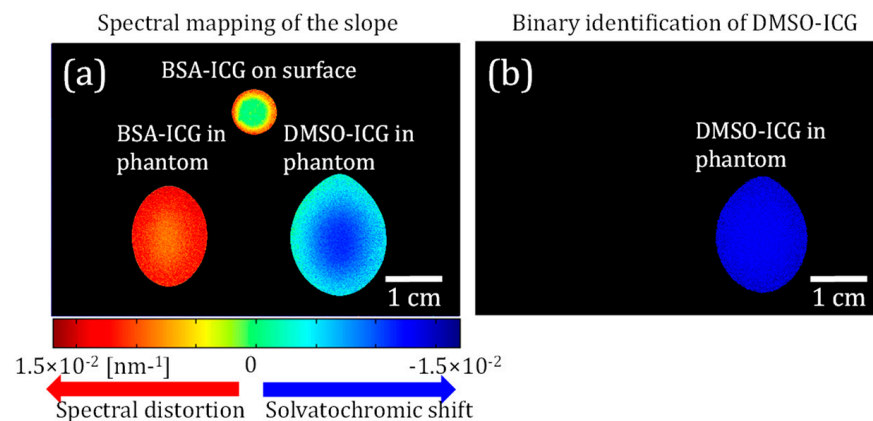 Spectral mapping of the slope
Binary identification of DMSO-ICG
(a)
BSA-ICG on surface
BSA-ICG in
phantom
DMSO-ICG in
phantom
1 cm
(b)
DMSO-ICG in
phantom
1 cm
1.5×10⁻² [nm-¹]
0
-1.5×10⁻²
Spectral distortion
Solvatochromic shift